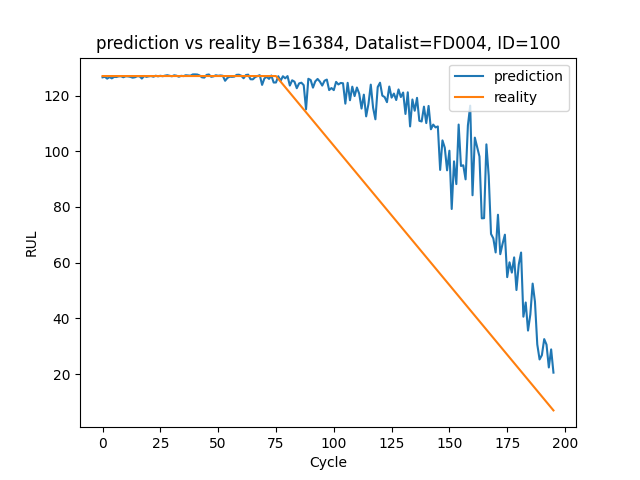 prediction vs reality B=16384, Datalist=FD004, ID=100
prediction
reality
RUL
120
100
80
60
40
20
0 25 50 75 100 125 150 175 200
Cycle